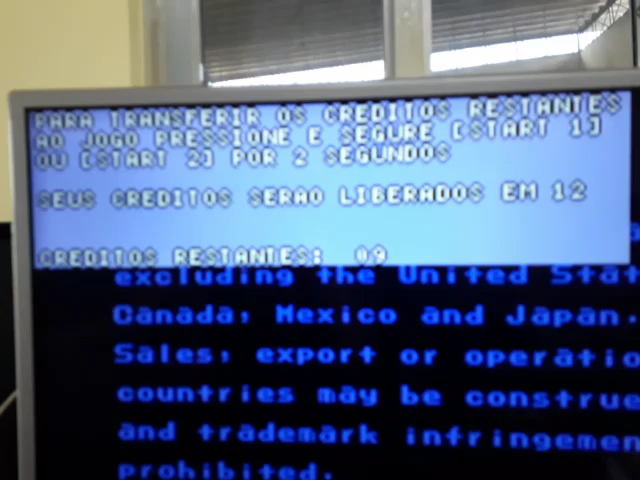 PARA TRANSFERIR OS CREDITOS RESTANTES
AO JOGO PRESSIONE E SEGURE [START 1]
OU [START 2] POR 2 SEGUNDOS
SEUS CREDITOS SERAO LIBERADOS EM 12
CREDITOS RESTANTES: 09
excluding the United Stat
Canada, Mexico and Japan.
Sales, export or operatio
countries may be construe
and trademark infringemen
prohibited.